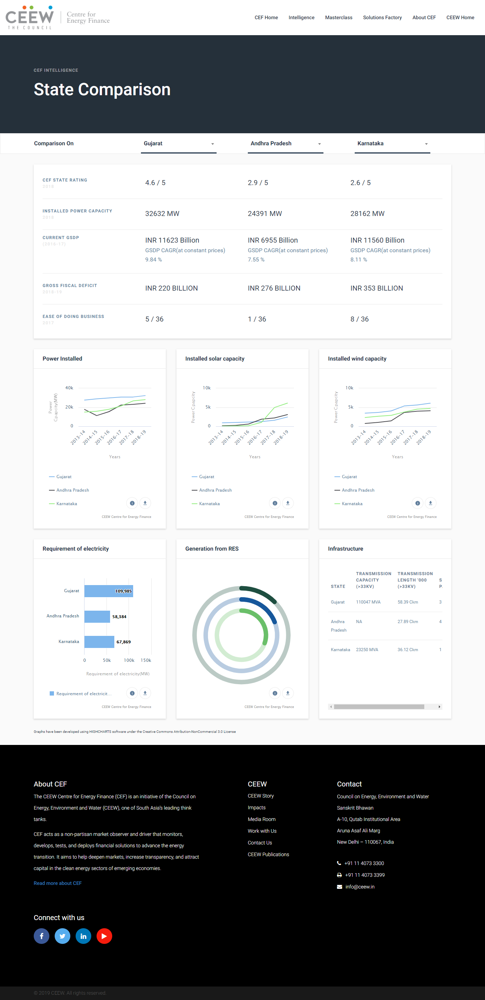 CEEW
THE COUNCIL
Centre for
Energy Finance
CEF Home
Intelligence
Masterclass
Solutions Factory
About CEF
CEEW Home
CEF INTELLIGENCE
State Comparison
Comparison On
Gujarat
Andhra Pradesh
Karnataka
CEF STATE RATING
2018
4.6 / 5
2.9 / 5
2.6 / 5
INSTALLED POWER CAPACITY
2018
32632 MW
24391 MW
28162 MW
CURRENT GSDP
(2016-17)
INR 11623 Billion
GSDP CAGR(at constant prices)
9.84 %
INR 6955 Billion
GSDP CAGR(at constant prices)
7.55 %
INR 11560 Billion
GSDP CAGR(at constant prices)
8.11 %
GROSS FISCAL DEFICIT
2018-19
INR 220 BILLION
INR 276 BILLION
INR 353 BILLION
EASE OF DOING BUSINESS
2017
5 / 36
1 / 36
8 / 36
Power Installed
Power
Cpapcity(MW)
40k
20k
0
2013-14
2014-15
2015-16
2016-17
2017-18
2018-19
Years
Gujarat
Andhra Pradesh
Karnataka
CEEW Centre for Energy Finance
Installed solar capacity
Power Cpapcity
10k
5k
0
2013-14
2014-15
2015-16
2016-17
2017-18
2018-19
Years
Gujarat
Andhra Pradesh
Karnataka
CEEW Centre for Energy Finance
Installed wind capacity
Power Cpapcity
10k
5k
0
2013-14
2014-15
2015-16
2016-17
2017-18
2018-19
Years
Gujarat
Andhra Pradesh
Karnataka
CEEW Centre for Energy Finance
Requirement of electricity
Gujarat
109,985
Andhra Pradesh
58,384
Karnataka
67,869
0
50k
100k
150k
Requirement of electricity(MW)
Requirement of electricit...
CEEW Centre for Energy Finance
Generation from RES
CEEW Centre for Energy Finance
Infrastructure
STATE
TRANSMISSION
CAPACITY
(>33KV)
TRANSMISSION
LENGTH '000
(>33KV)
S
P.
Gujarat
110047 MVA
58.39 Ckm
3
Andhra
Pradesh
NA
27.89 Ckm
4
Karnataka
23250 MVA
36.12 Ckm
1
Graphs have been developed using HIGHCHARTS software under the Creative Commons Attribution-NonCommercial 3.0 License
About CEF
The CEEW Centre for Energy Finance (CEF) is an initiative of the Council on
Energy, Environment and Water (CEEW), one of South Asia's leading think
tanks.
CEF acts as a non-partisan market observer and driver that monitors,
develops, tests, and deploys financial solutions to advance the energy
transition. It aims to help deepen markets, increase transparency, and attract
capital in the clean energy sectors of emerging economies.
Read more about CEF
CEEW
CEEW Story
Impacts
Media Room
Work with Us
Contact Us
CEEW Publications
Contact
Council on Energy, Environment and Water
Sanskrit Bhawan
A-10, Qutab Institutional Area
Aruna Asaf Ali Marg
New Delhi – 110067, India
+91 11 4073 3300
+91 11 4073 3399
info@ceew.in
Connect with us
© 2019 CEEW. All rights reserved.